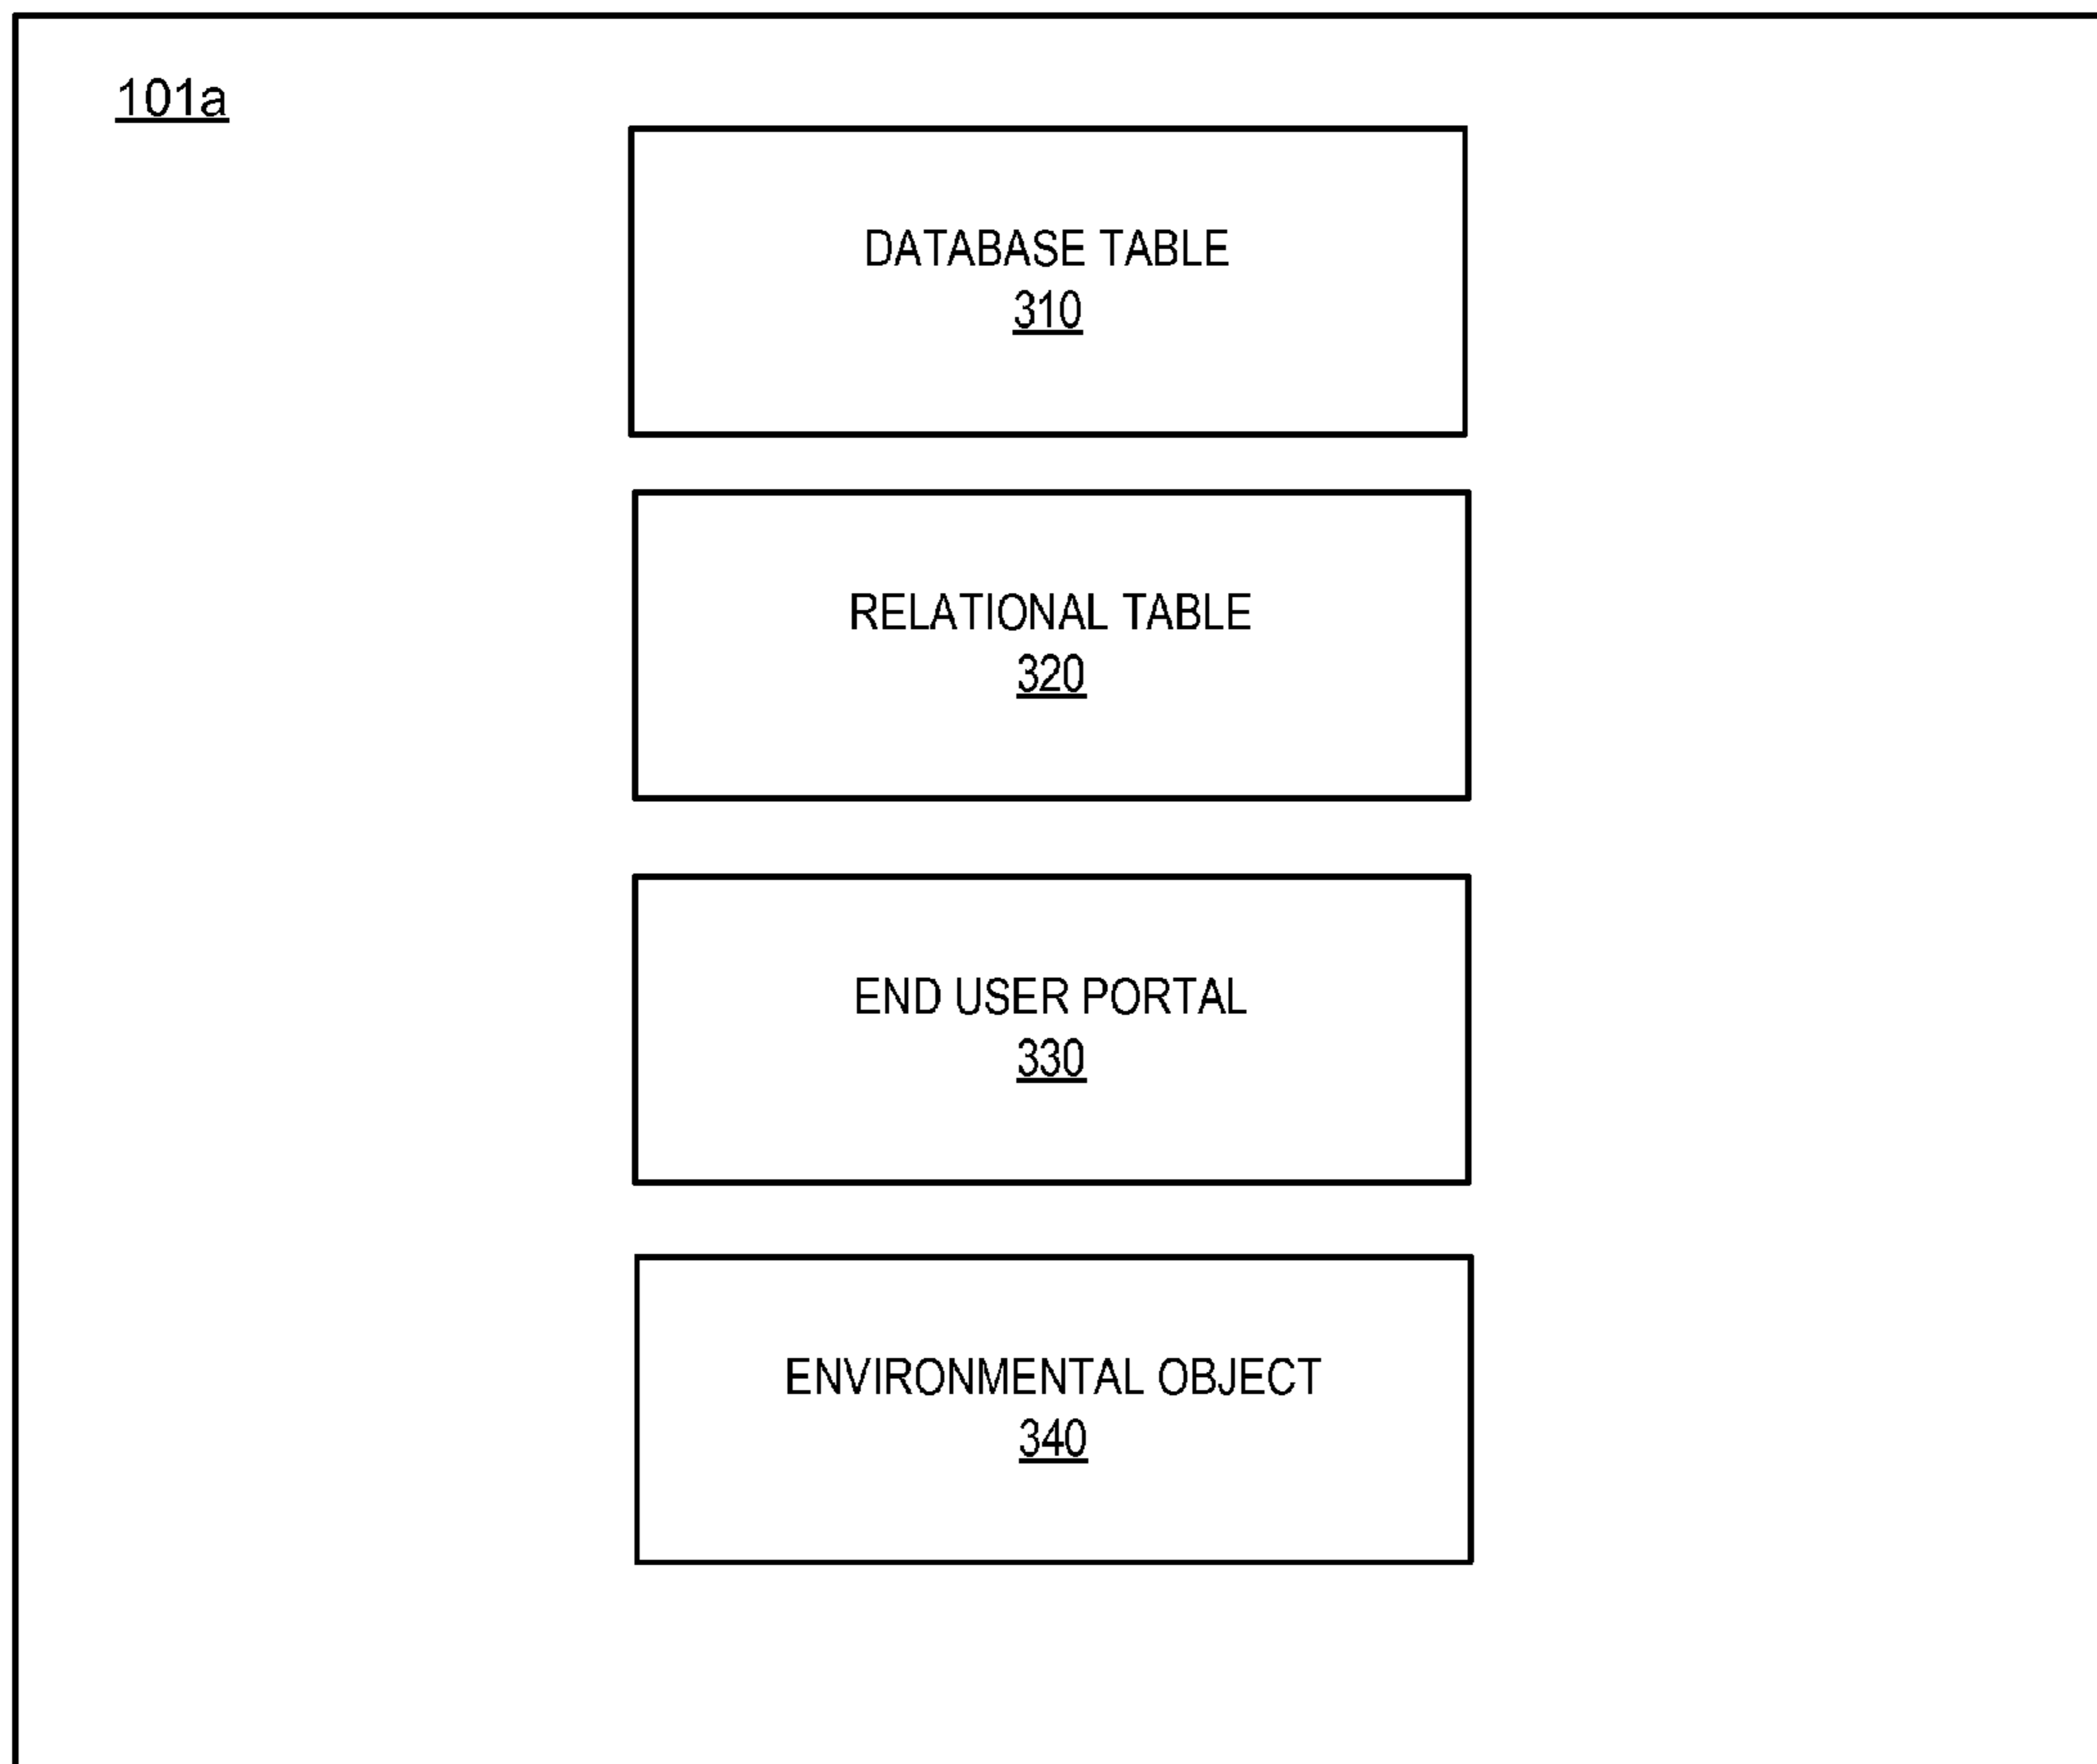 101a
DATABASE TABLE
310
RELATIONAL TABLE
320
END USER PORTAL
330
ENVIRONMENTAL OBJECT
340